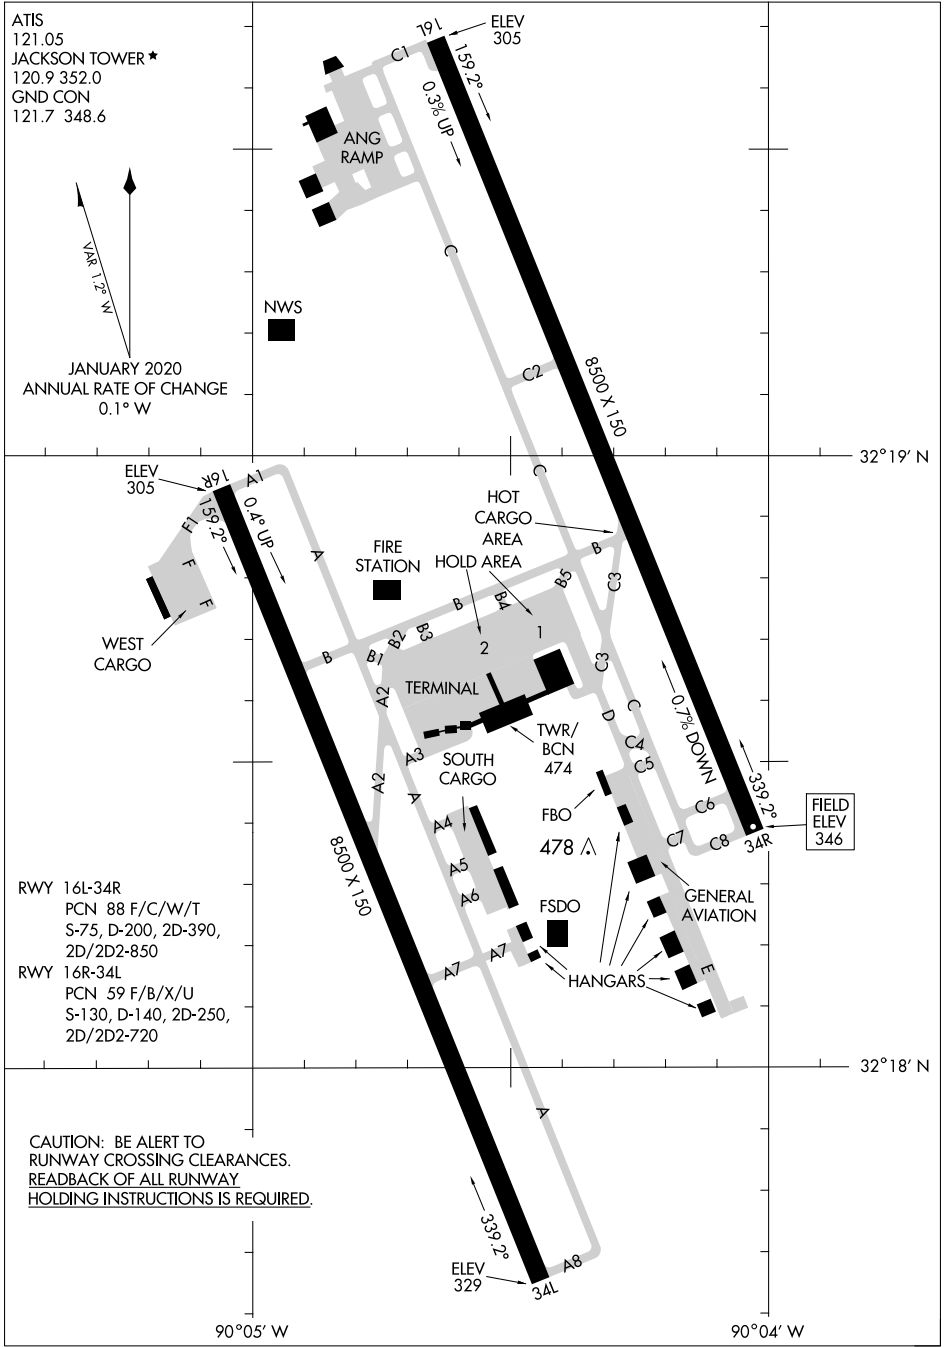 ATIS
121.05
JACKSON TOWER ★
120.9 352.0
GND CON
121.7 348.6
VAR 1.2° W
JANUARY 2020
ANNUAL RATE OF CHANGE
0.1° W
16L
ELEV
305
159.2°
0.3% UP
C1
ANG
RAMP
C
NWS
C2
8500 X 150
32°19' N
ELEV
305
16R
A1
159.2°
0.4° UP
F1
F
F
WEST
CARGO
A
C
HOT
CARGO
AREA
HOLD AREA
FIRE
STATION
B
B5
C3
B
B4
B3
B2
B1
B
1
2
C3
A2
TERMINAL
TWR/
BCN
474
D
C
0.7% DOWN
C4
C5
A3
SOUTH
CARGO
A2
A
339.2°
C6
FIELD
ELEV
346
FBO
A4
C7
C8
34R
478
8500 X 150
A5
A6
GENERAL
AVIATION
FSDO
A7
A7
HANGARS
E
RWY 16L-34R
PCN 88 F/C/W/T
S-75, D-200, 2D-390,
2D/2D2-850
RWY 16R-34L
PCN 59 F/B/X/U
S-130, D-140, 2D-250,
2D/2D2-720
32°18' N
A
CAUTION: BE ALERT TO
RUNWAY CROSSING CLEARANCES.
READBACK OF ALL RUNWAY
HOLDING INSTRUCTIONS IS REQUIRED.
339.2°
A8
ELEV
329
34L
90°05' W
90°04' W